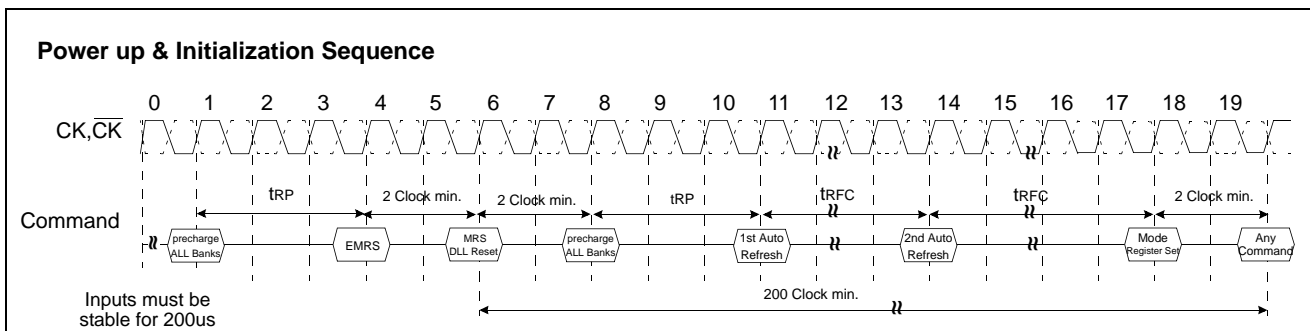 Power up & Initialization Sequence
0 1 2 3 4 5 6 7 8 9 10 11 12 13 14 15 16 17 18 19
CK,CK
tRP 2 Clock min. 2 Clock min. tRP tRFC tRFC 2 Clock min.
Command
precharge
ALL Banks
EMRS
MRS
DLL Reset
precharge
ALL Banks
1st Auto
Refresh
2nd Auto
Refresh
Mode
Register Set
Any
Command
200 Clock min.
Inputs must be
stable for 200us